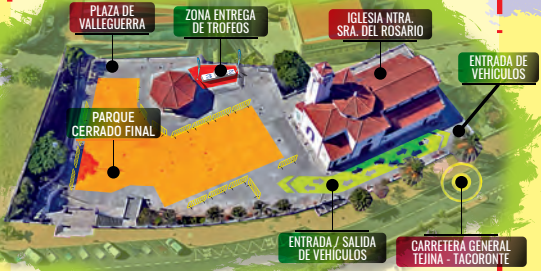 PLAZA DE
VALLEGUERRA
ZONA ENTREGA
DE TROFEOS
IGLESIA NTRA.
SRA. DEL ROSARIO
ENTRADA DE
VEHÍCULOS
PARQUE
CERRADO FINAL
ENTRADA / SALIDA
DE VEHÍCULOS
CARRETERA GENERAL
TEJINA - TACORONTE